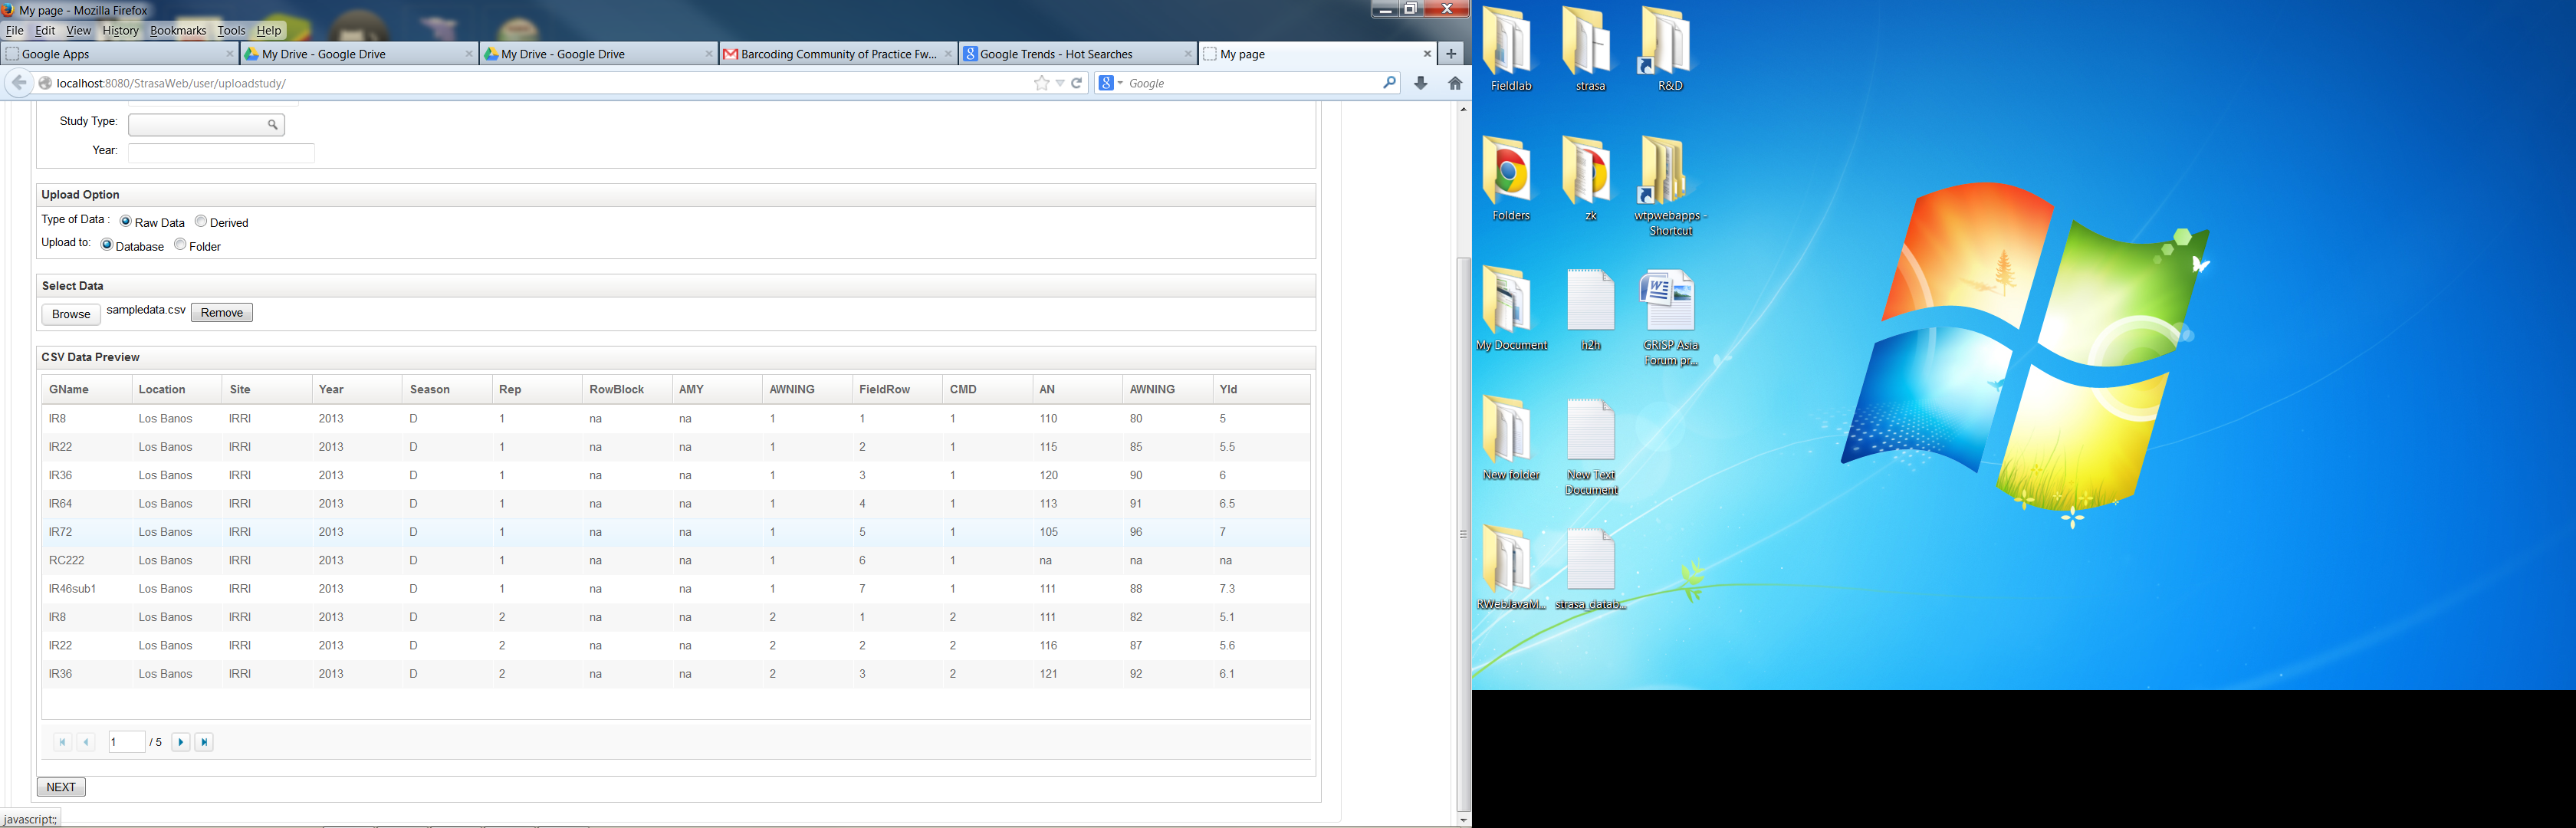 My page - Mozilla Firefox
File Edit View History Bookmarks Tools Help
Google Apps
My Drive - Google Drive
My Drive - Google Drive
Barcoding Community of Practice Fw...
Google Trends - Hot Searches
My page
localhost:8080/StrasaWeb/user/uploadstudy/
Google
Study Type:
Year:
Upload Option
Type of Data : Raw Data Derived
Upload to: Database Folder
Select Data
Browse sampledata.csv Remove
CSV Data Preview
GName Location Site Year Season Rep RowBlock AMY AWNING FieldRow CMD AN AWNING Yld
IR8 Los Banos IRRI 2013 D 1 na na 1 1 1 110 80 5
IR22 Los Banos IRRI 2013 D 1 na na 1 2 1 115 85 5.5
IR36 Los Banos IRRI 2013 D 1 na na 1 3 1 120 90 6
IR64 Los Banos IRRI 2013 D 1 na na 1 4 1 113 91 6.5
IR72 Los Banos IRRI 2013 D 1 na na 1 5 1 105 96 7
RC222 Los Banos IRRI 2013 D 1 na na 1 6 1 na na na
IR46sub1 Los Banos IRRI 2013 D 1 na na 1 7 1 111 88 7.3
IR8 Los Banos IRRI 2013 D 2 na na 2 1 2 111 82 5.1
IR22 Los Banos IRRI 2013 D 2 na na 2 2 2 116 87 5.6
IR36 Los Banos IRRI 2013 D 2 na na 2 3 2 121 92 6.1
1 / 5
NEXT
javascript:;
Fieldlab
strasa
R&D
Folders
zk
wtpwebapps -
Shortcut
My Document
h2h
GRiSP Asia
Forum pr...
New folder
New Text
Document
RWebJavaM...
strasa_datab...